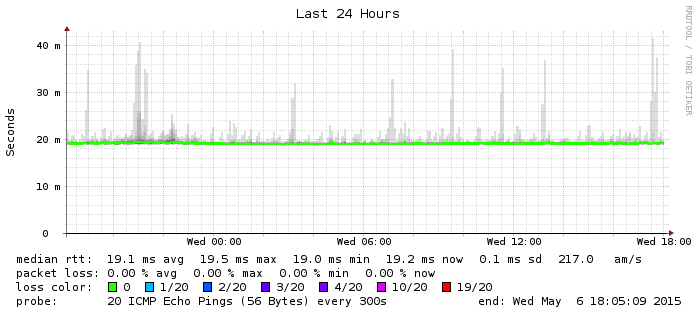 Last 24 Hours
RRDTOOL / TOBI OETIKER
Seconds
40 m
30 m
20 m
10 m
0
Wed 00:00 Wed 06:00 Wed 12:00 Wed 18:00
median rtt: 19.1 ms avg 19.5 ms max 19.0 ms min 19.2 ms now 0.1 ms sd 217.0 am/s
packet loss: 0.00 % avg 0.00 % max 0.00 % min 0.00 % now
loss color: 0 1/20 2/20 3/20 4/20 10/20 19/20
probe: 20 ICMP Echo Pings (56 Bytes) every 300s end: Wed May 6 18:05:09 2015